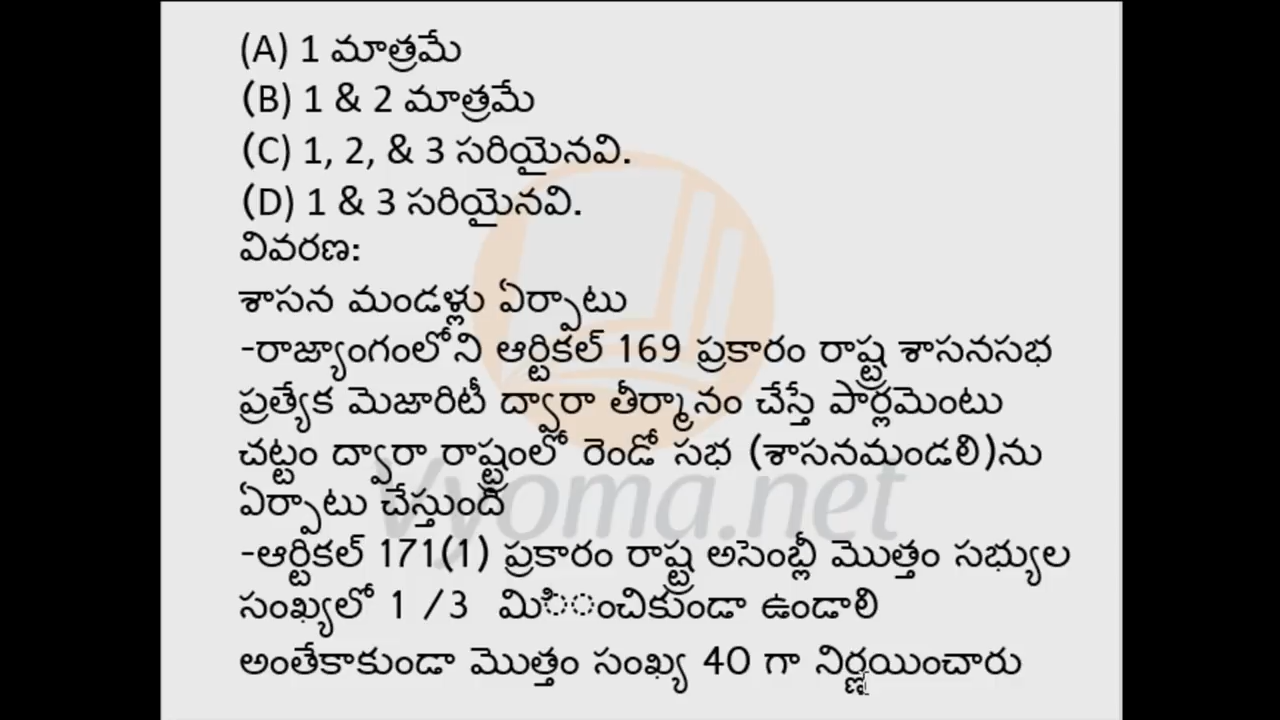 (A) 1 మాత్రమే
(B) 1 & 2 మాత్రమే
(C) 1, 2, & 3 సరియైనవి.
(D) 1 & 3 సరియైనవి.
వివరణ:
శాసన మండళ్లు ఏర్పాటు
-రాజ్యాంగంలోని ఆర్టికల్ 169 ప్రకారం రాష్ట్ర శాసనసభ
ప్రత్యేక మెజారిటీ ద్వారా తీర్మానం చేస్తే పార్లమెంటు
చట్టం ద్వారా రాష్ట్రంలో రెండో సభ (శాసనమండలి)ను
ఏర్పాటు చేస్తుంది
Vyoma.net
-ఆర్టికల్ 171(1) ప్రకారం రాష్ట్ర అసెంబ్లీ మొత్తం సభ్యుల
సంఖ్యలో 1 /3 మిించికుండా ఉండాలి
అంతేకాకుండా మొత్తం సంఖ్య 40 గా నిర్ణయించారు